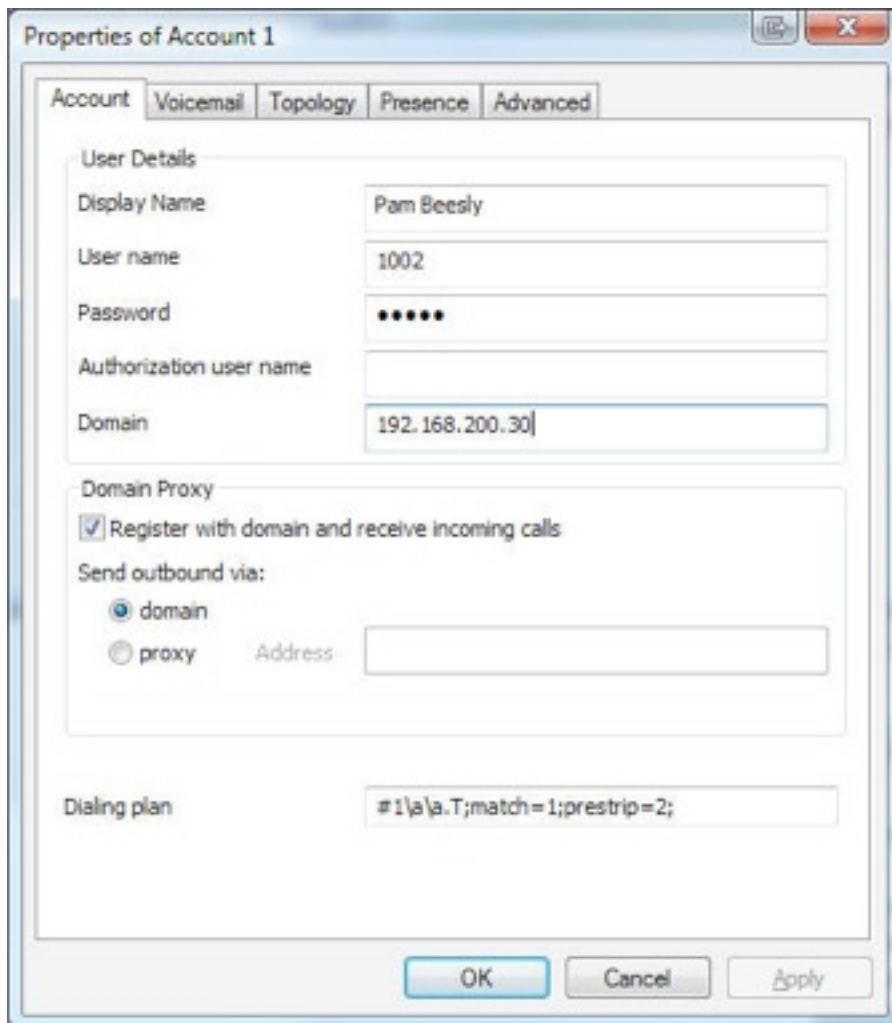 Properties of Account 1
Account Voicemail Topology Presence Advanced
User Details
Display Name Pam Beesly
User name 1002
Password •••••
Authorization user name
Domain 192.168.200.30
Domain Proxy
Register with domain and receive incoming calls
Send outbound via:
domain
proxy Address
Dialing plan #1\a\a.T;match=1;prestrip=2;
OK Cancel Apply